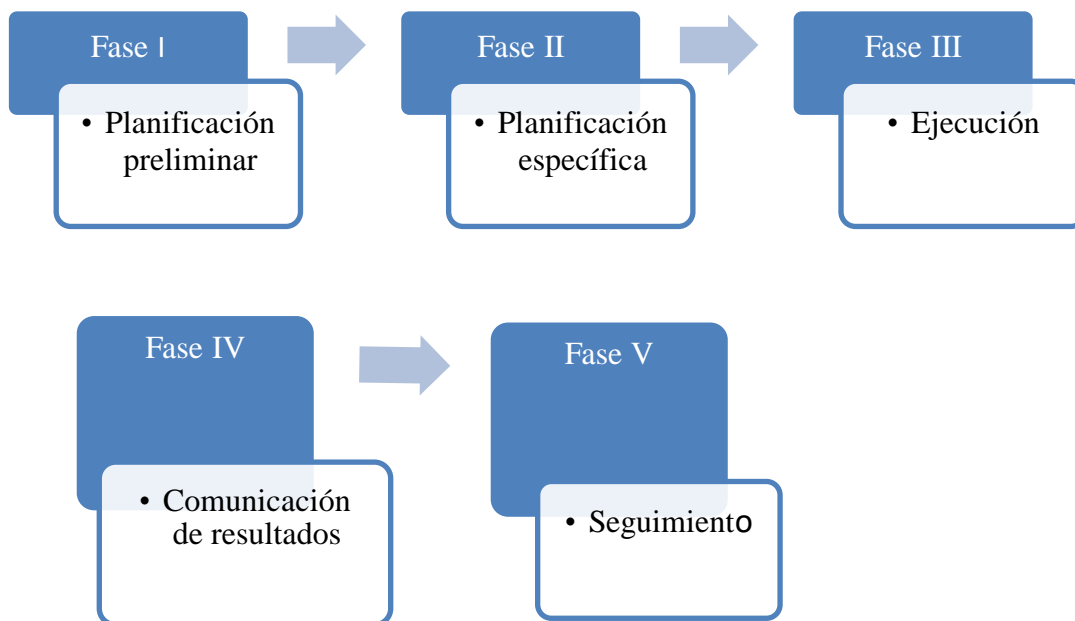 Fase I
Fase II
Fase III
• Planificación
preliminar
• Planificación
específica
• Ejecución
Fase IV
Fase V
• Comunicación
de resultados
• Seguimiento